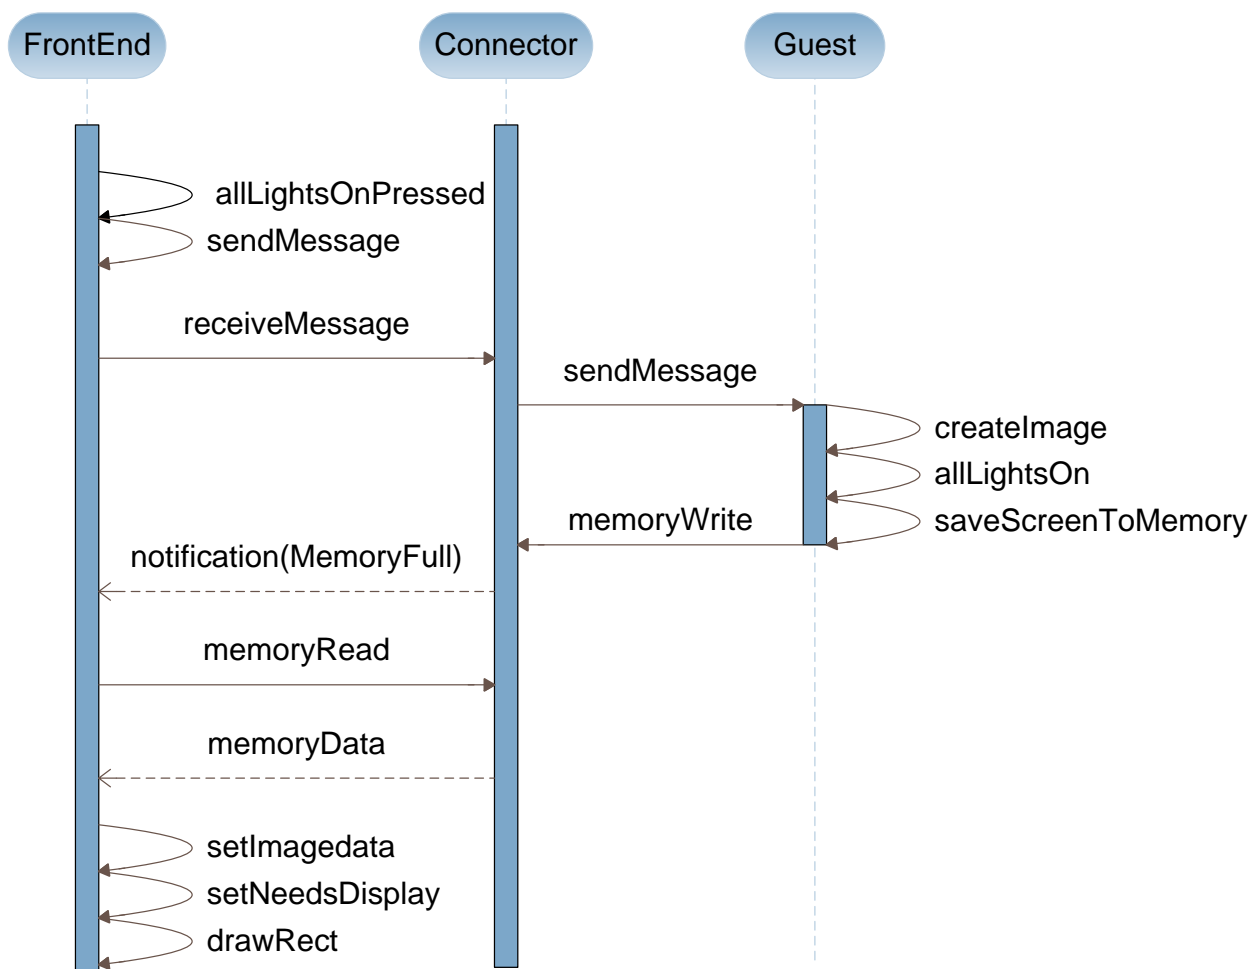 FrontEnd
Connector
Guest
allLightsOnPressed
sendMessage
receiveMessage
sendMessage
createImage
allLightsOn
memoryWrite
saveScreenToMemory
notification(MemoryFull)
memoryRead
memoryData
setImagedata
setNeedsDisplay
drawRect